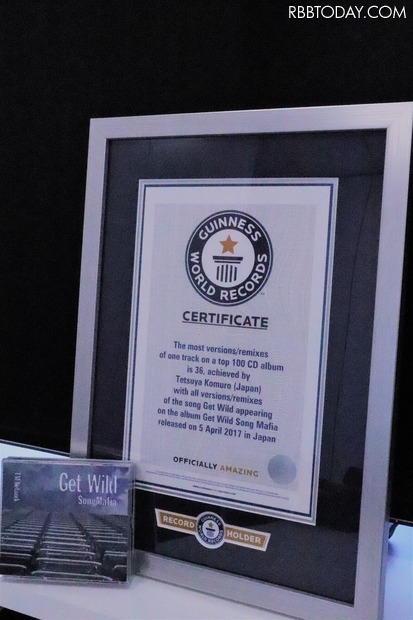 RBBTODAY.COM
GUINNESS
WORLD RECORDS
CERTIFICATE
The most versions/remixes
of one track on a top 100 CD album
is 36, achieved by
Tetsuya Komuro (Japan)
with all versions/remixes
of the song Get Wild appearing
on the album Get Wild Song Mafia
released on 5 April 2017 in Japan
OFFICIALLY AMAZING
RECORD HOLDER
Get Wild
SongMafia